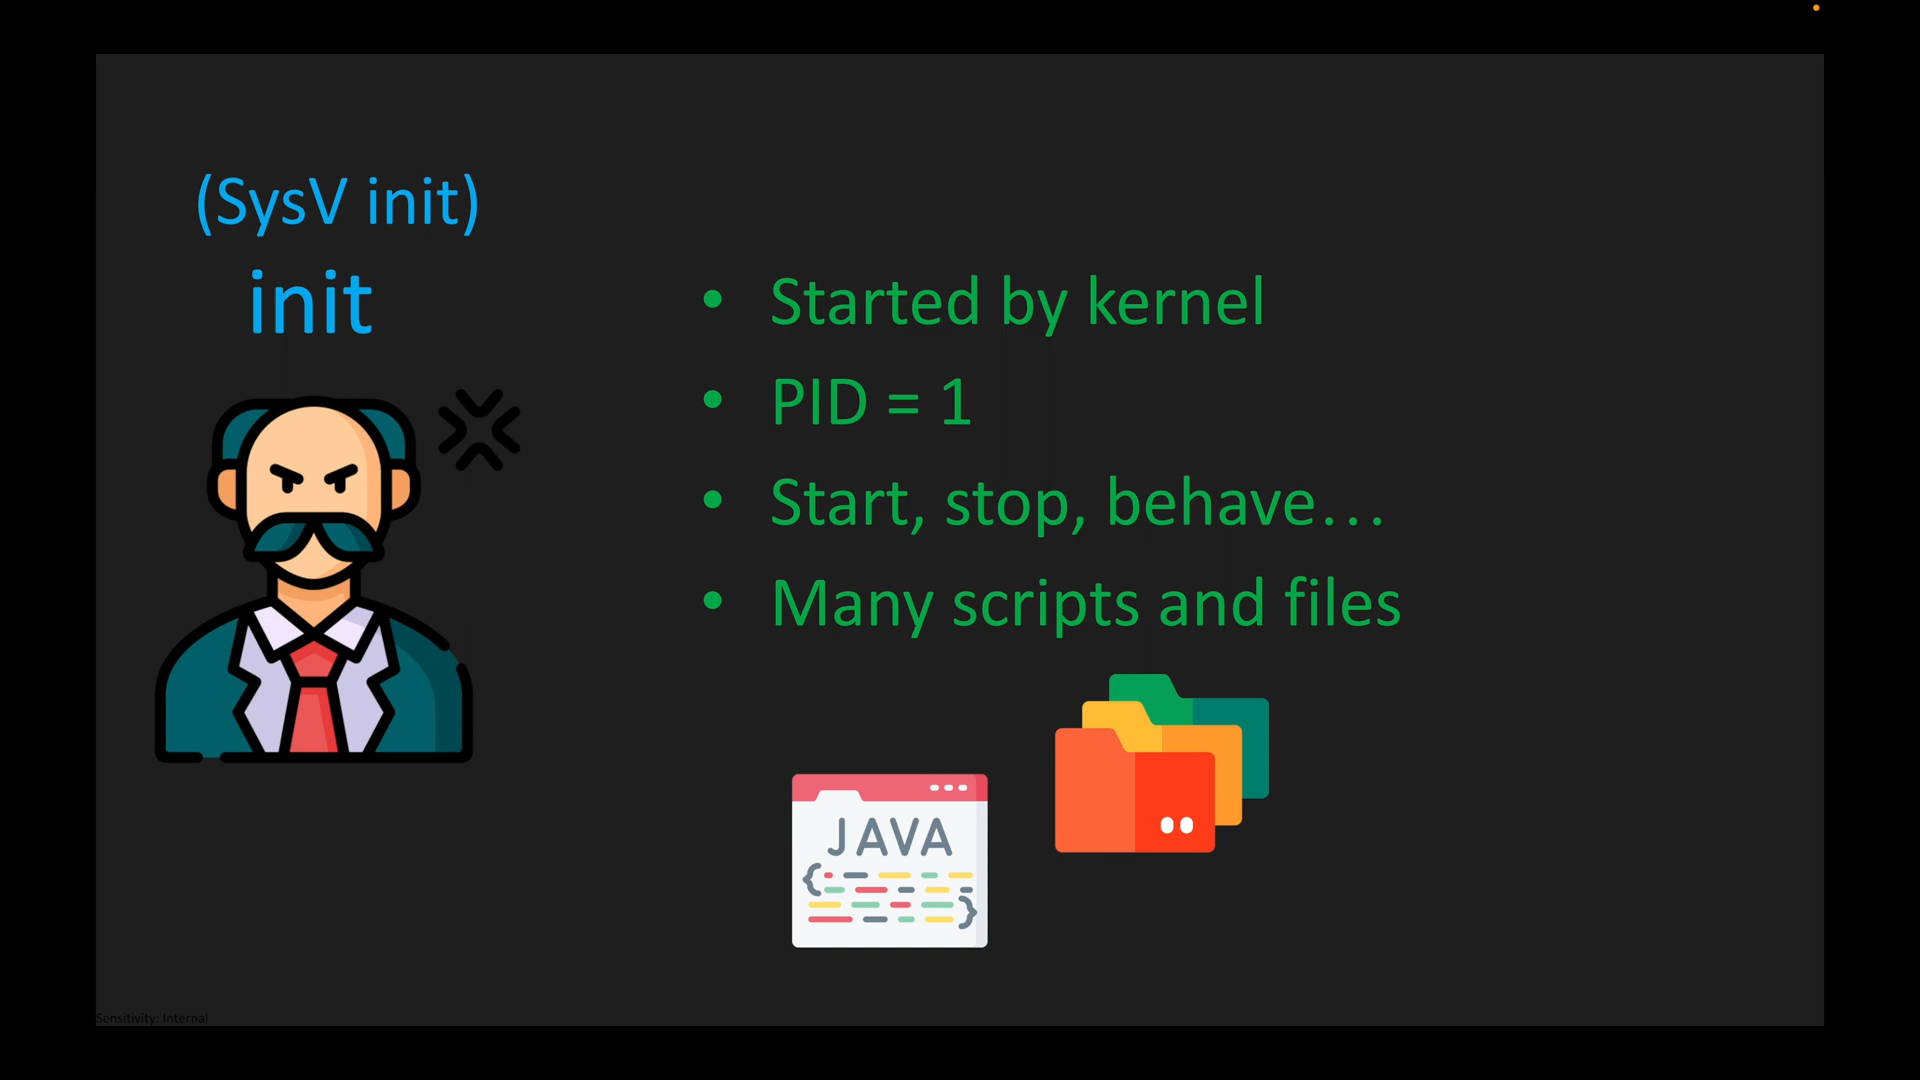 (SysV init)
init
• Started by kernel
• PID = 1
• Start, stop, behave...
• Many scripts and files
JAVA
{
}
Sensitivity: Internal